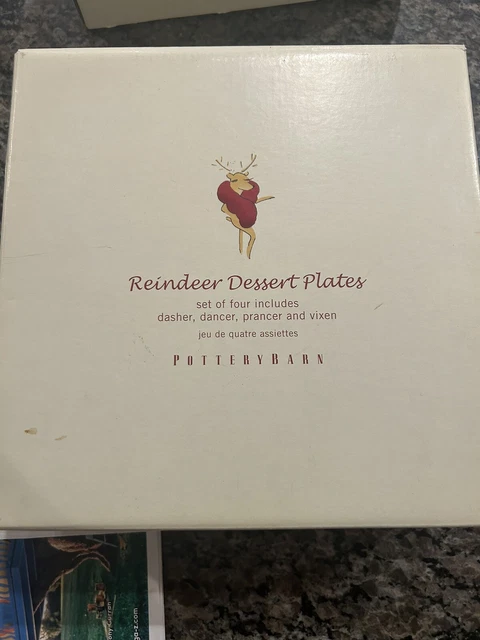 Reindeer Dessert Plates
set of four includes
dasher, dancer, prancer and vixen
jeu de quatre assiettes
POTTERYBARN